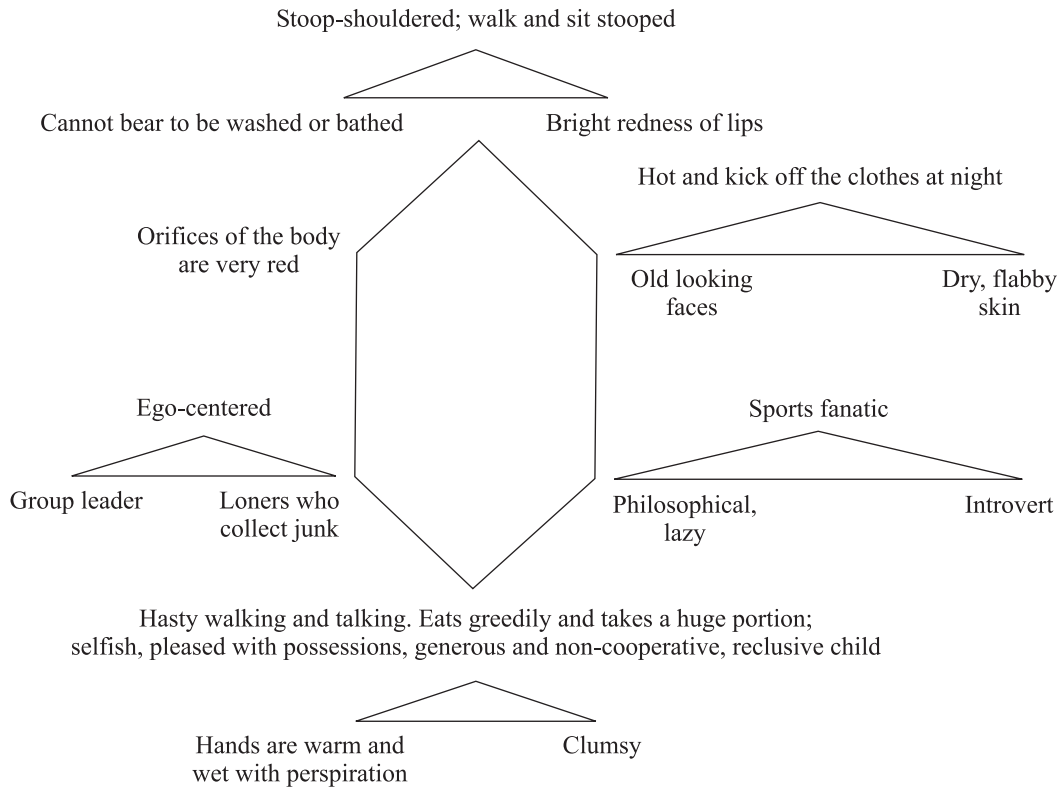 Stoop-shouldered; walk and sit stooped
Cannot bear to be washed or bathed
Bright redness of lips
Hot and kick off the clothes at night
Orifices of the body
are very red
Old looking
faces
Dry, flabby
skin
Ego-centered
Sports fanatic
Group leader
Loners who
collect junk
Philosophical,
lazy
Introvert
Hasty walking and talking. Eats greedily and takes a huge portion;
selfish, pleased with possessions, generous and non-cooperative, reclusive child
Hands are warm and
wet with perspiration
Clumsy